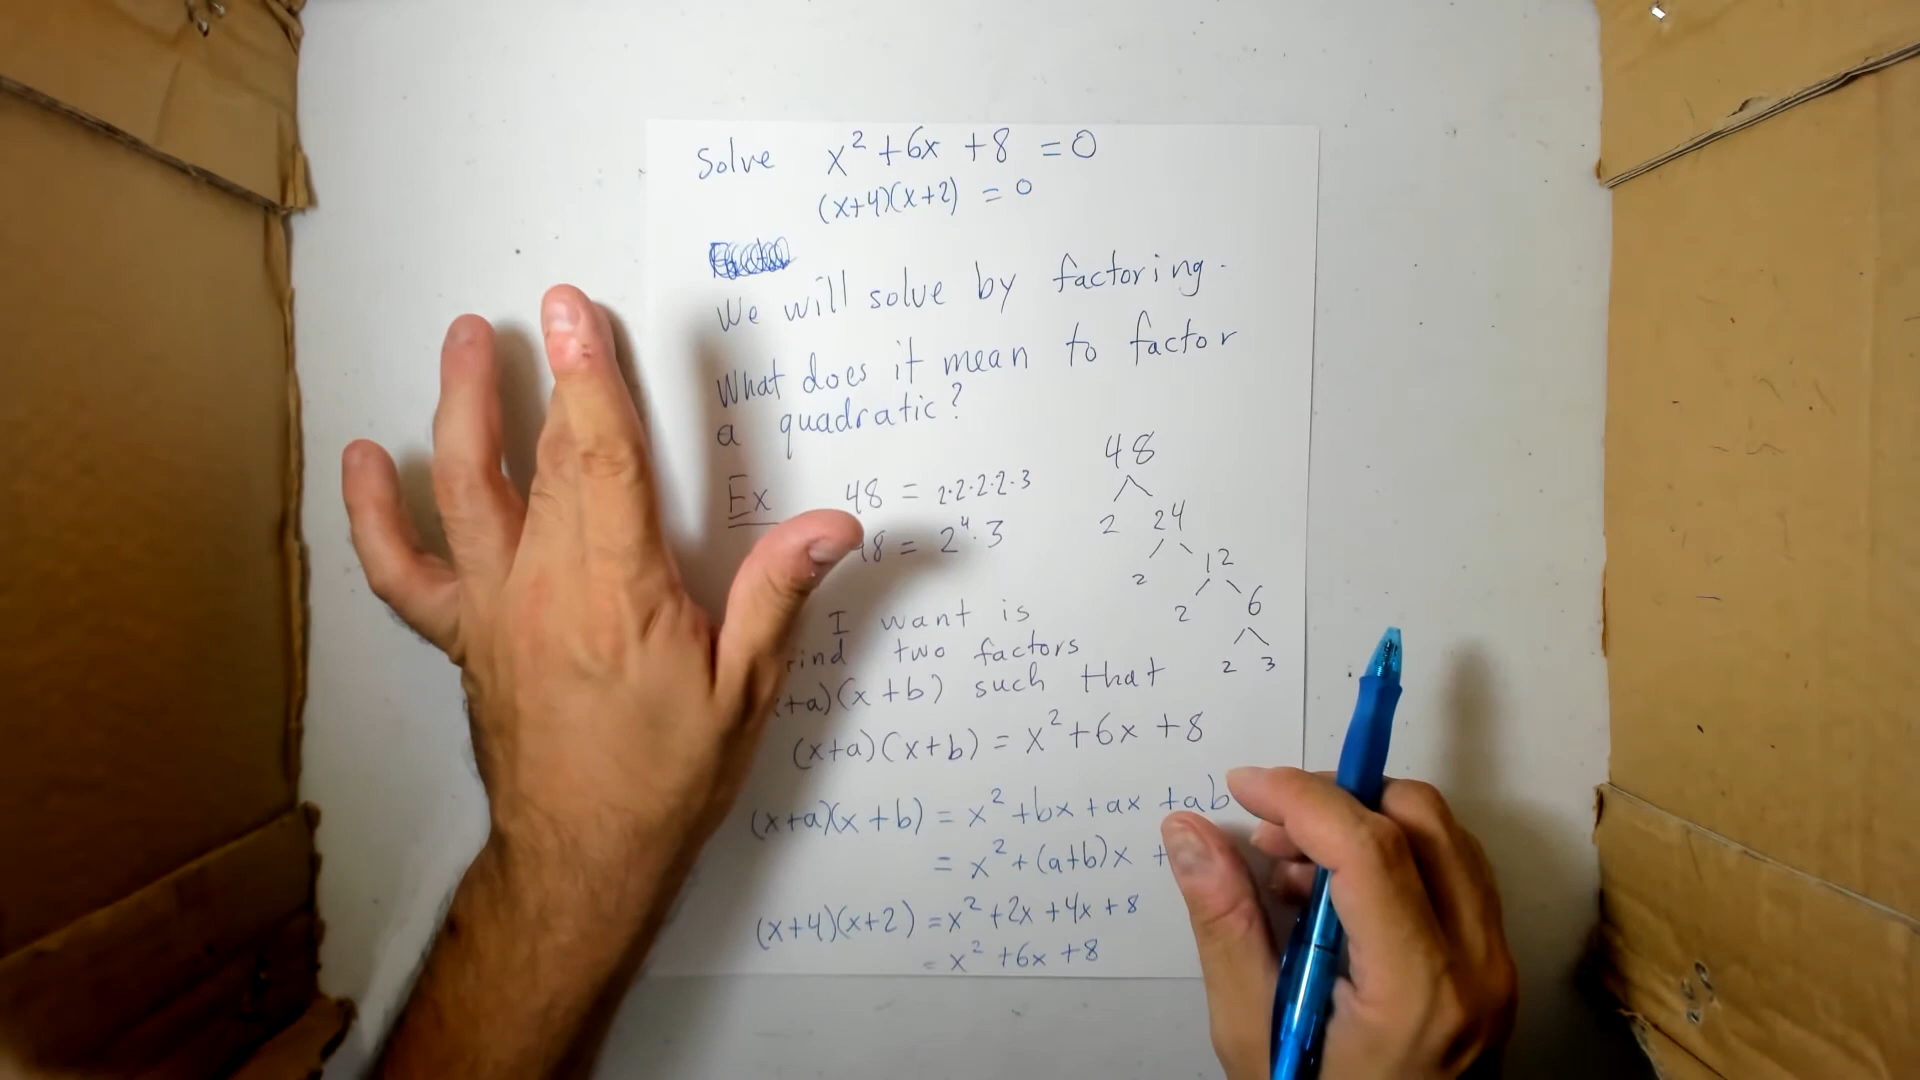 Solve x² + 6x + 8 = 0
(x+4)(x+2) = 0
We will solve by factoring.
What does it mean to factor
a quadratic?
Ex 48 = 2·2·2·2·3
48 = 2⁴·3
48
2 24
2 12
2 6
2 3
I want is
two factors
(x+b) such that
(x+a)(x+b) = x² + 6x + 8
(x+a)(x+b) = x² + bx + ax + ab
= x² + (a+b)x +
(x+4)(x+2) = x² + 2x + 4x + 8
= x² + 6x + 8